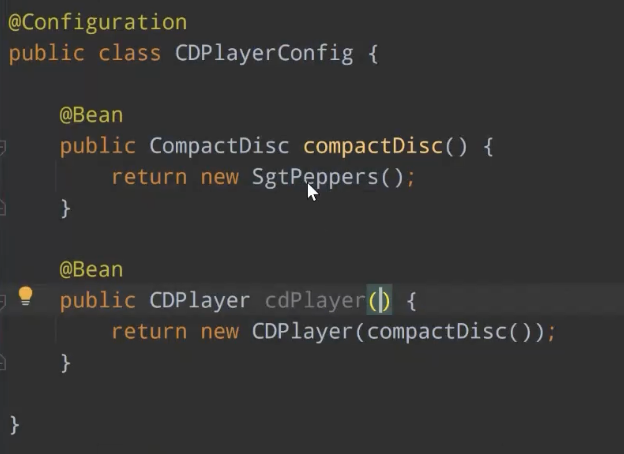 @Configuration
public class CDPlayerConfig {
@Bean
public CompactDisc compactDisc() {
return new SgtPeppers();
}
@Bean
public CDPlayer cdPlayer() {
return new CDPlayer(compactDisc());
}
}